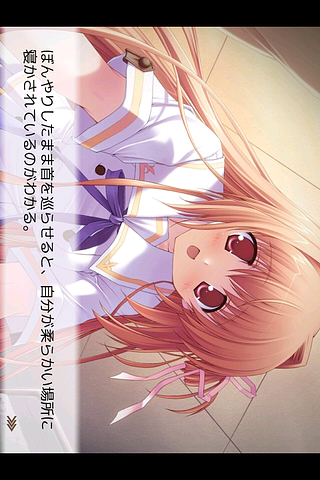 ぼんやりしたまま首を巡らせると、自分が柔らかい場所に
寝かされているのがわかる。